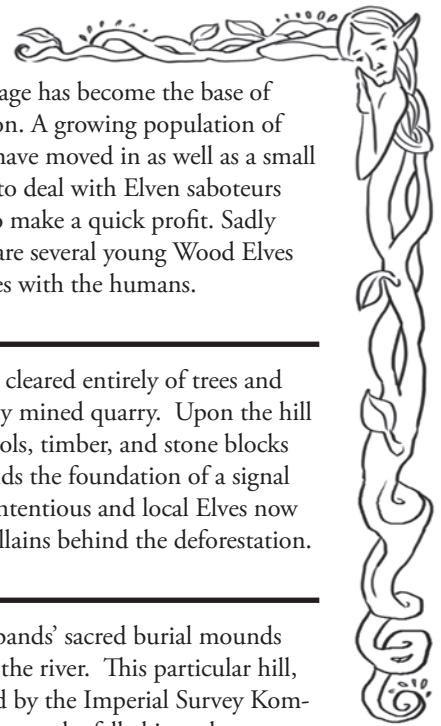 age has become the base of
on. A growing population of
have moved in as well as a small
to deal with Elven saboteurs
o make a quick profit. Sadly
are several young Wood Elves
es with the humans.
cleared entirely of trees and
y mined quarry. Upon the hill
ols, timber, and stone blocks
ds the foundation of a signal
ntentious and local Elves now
llains behind the deforestation.
bands’ sacred burial mounds
the river. This particular hill,
d by the Imperial Survey Kom-